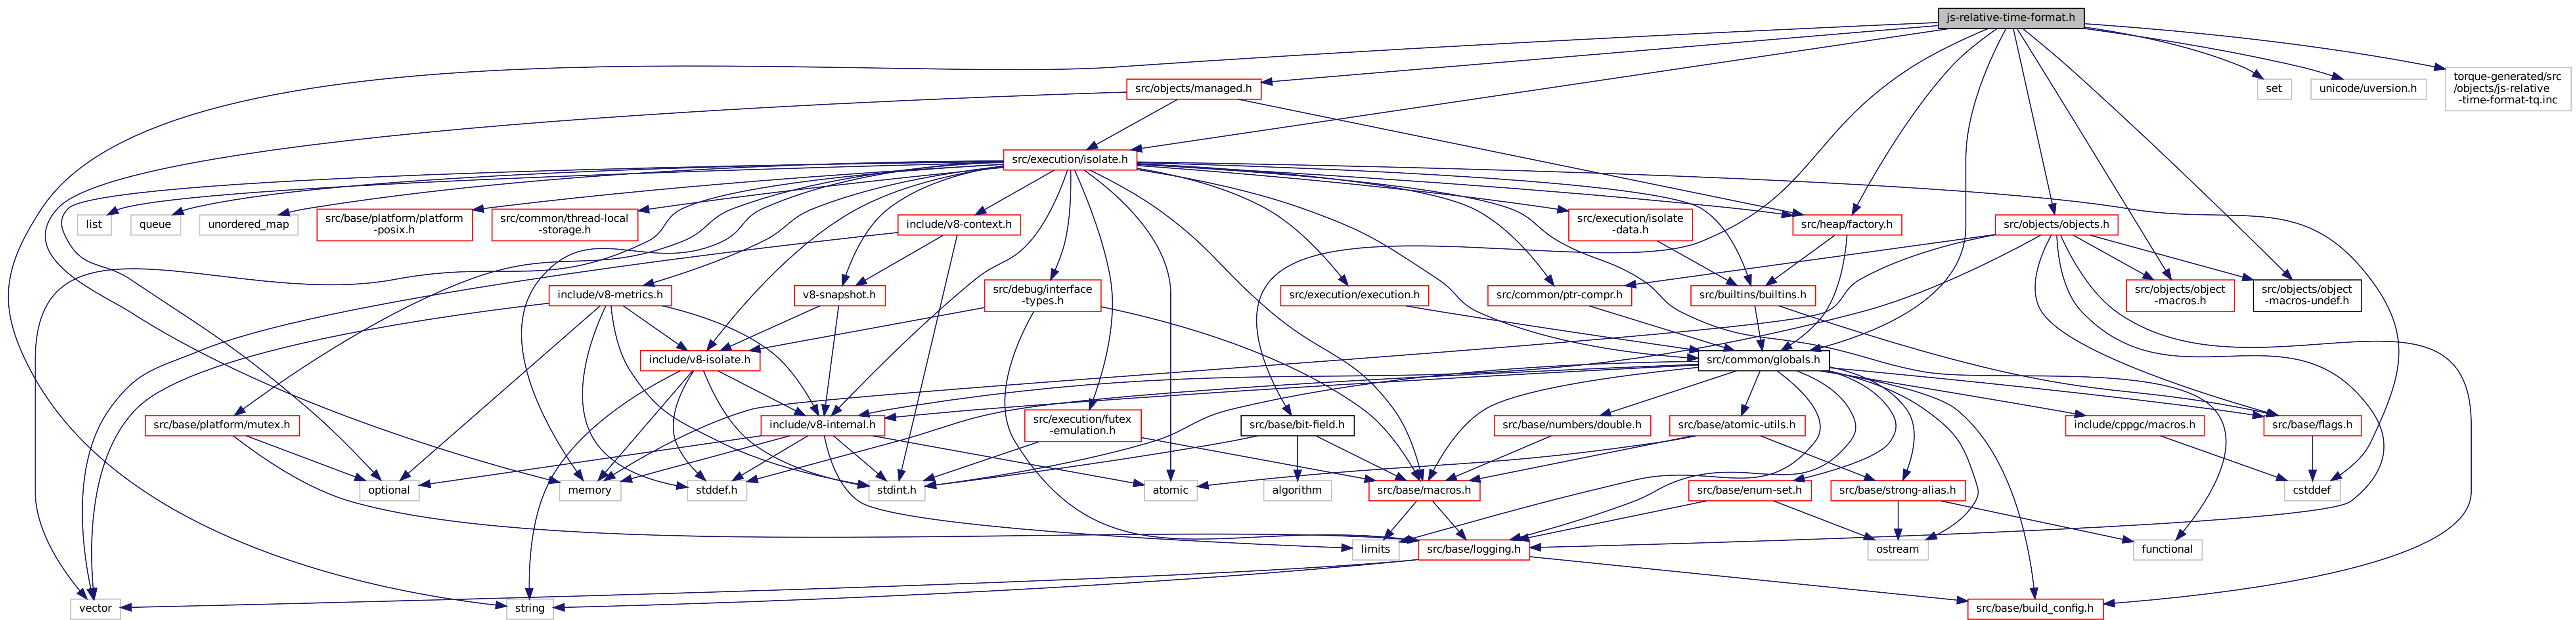 js-relative-time-format.h
src/objects/managed.h
set
unicode/uversion.h
torque-generated/src
/objects/js-relative
-time-format-tq.inc
src/execution/isolate.h
list
queue
unordered_map
src/base/platform/platform
-posix.h
src/common/thread-local
-storage.h
include/v8-context.h
src/execution/isolate
-data.h
src/heap/factory.h
src/objects/objects.h
include/v8-metrics.h
v8-snapshot.h
src/debug/interface
-types.h
src/execution/execution.h
src/common/ptr-compr.h
src/builtins/builtins.h
src/objects/object
-macros.h
src/objects/object
-macros-undef.h
include/v8-isolate.h
src/common/globals.h
src/base/platform/mutex.h
include/v8-internal.h
src/execution/futex
-emulation.h
src/base/bit-field.h
src/base/numbers/double.h
src/base/atomic-utils.h
include/cppgc/macros.h
src/base/flags.h
optional
memory
stddef.h
stdint.h
atomic
algorithm
src/base/macros.h
src/base/enum-set.h
src/base/strong-alias.h
cstddef
limits
src/base/logging.h
ostream
functional
vector
string
src/base/build_config.h